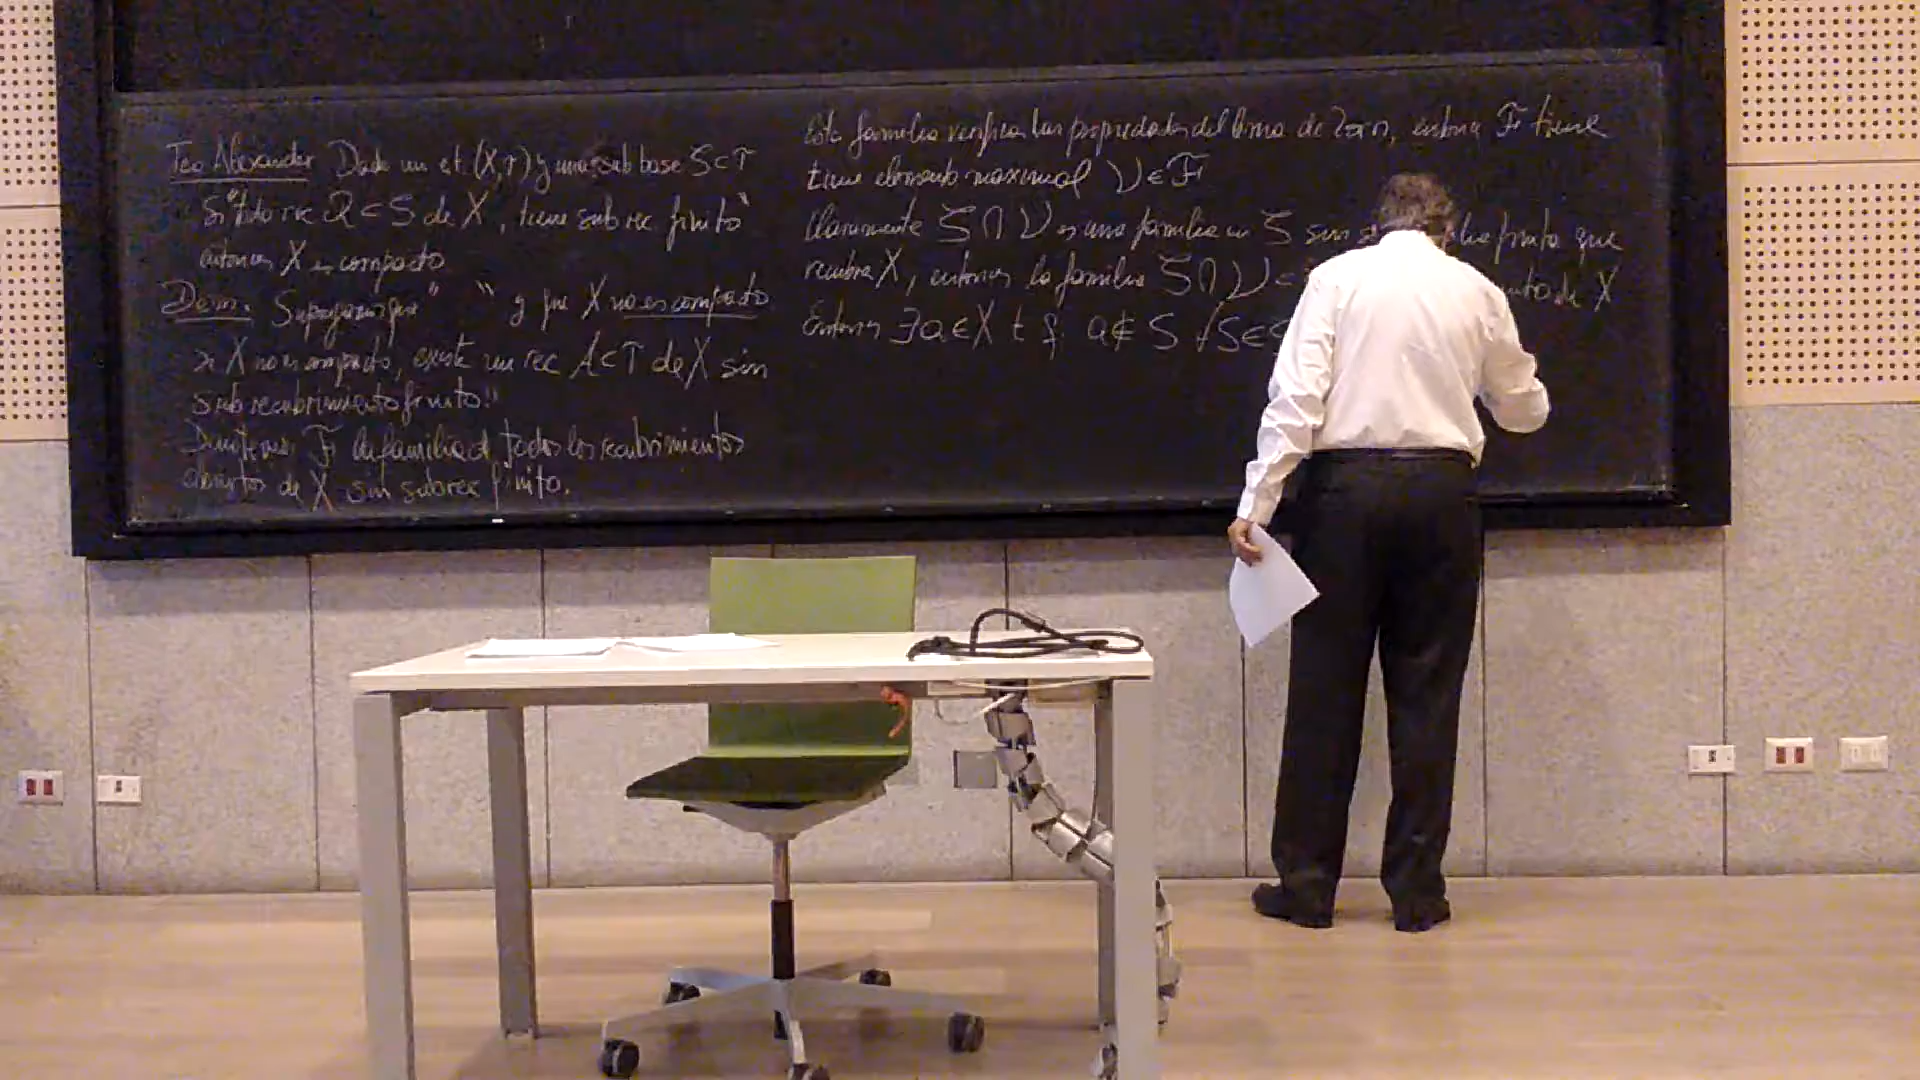 Teo Alexander Dado un et. (X,τ) y una sub base S⊂τ
Si "todo rec Q⊂S de X, tiene sub rec finito"
entonces X es compacto
Dem. Supongamos que " " y que X no es compacto
si X no es compacto, existe un rec A⊂τ de X sin
sub recubrimiento finito!!
Denotemos F la familia d todos los recubrimientos
abiertos de X sin subrec finito.
Esta familia verifica las propiedades del lema de Zorn, entonces F tiene
tiene elemento maximal V∈F
Claramente S∩V es una familia en S sin finita que
recubra X, entonces la familia S∩V de X
Entonces ∃a∈X t q. a∉S ∀S∈